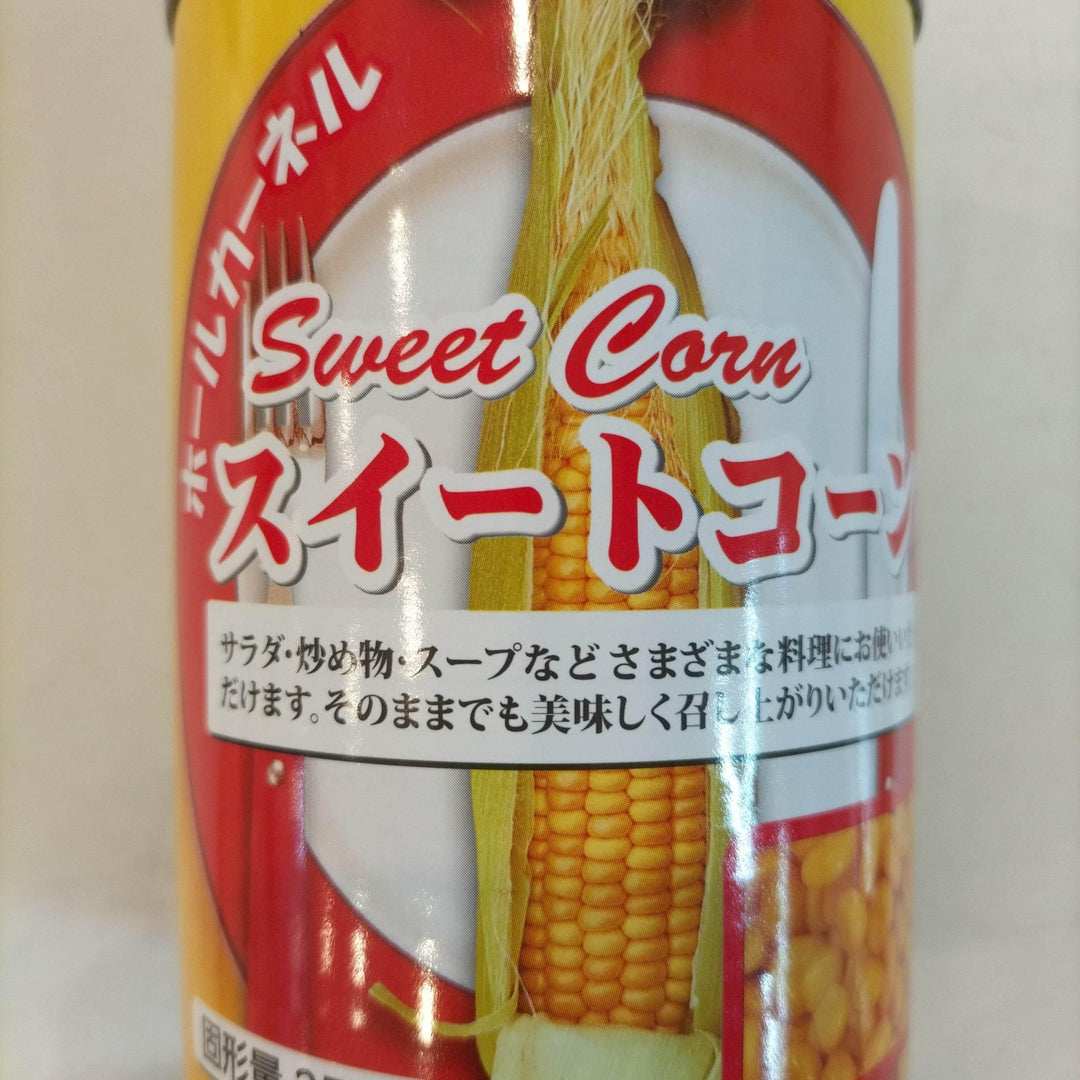 ホールカーネル
Sweet Corn
スイートコーン
サラダ・炒め物・スープなどさまざまな料理にお使いいた
だけます。そのままでも美味しく召し上がりいただけます
固形量